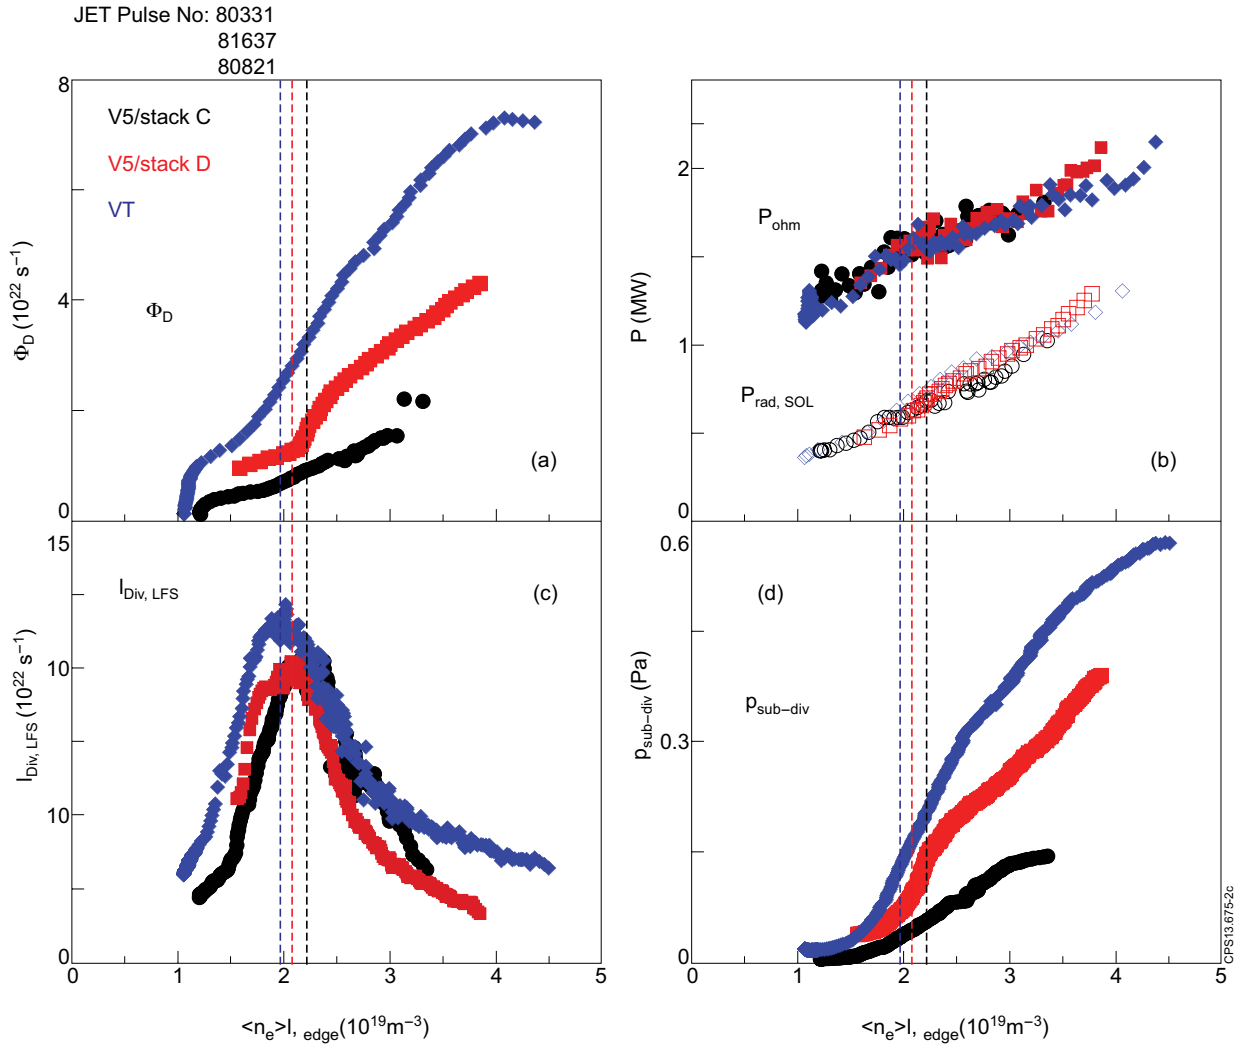 JET Pulse No: 80331
81637
80821
8
V5/stack C
V5/stack D
VT
Φ_D (10^22 s^−1)
4
Φ_D
(a)
0
2
P_ohm
P (MW)
1
P_rad, SOL
(b)
0
15
I_Div, LFS
(c)
I_Div, LFS (10^22 s^−1)
10
10
0
0 1 2 3 4 5
<n_e>l, edge(10^19m^−3)
0.6
(d)
p_sub−div
p_sub−div (Pa)
0.3
0
0 1 2 3 4 5
<n_e>l, edge(10^19m^−3)
CPS13.675-2c